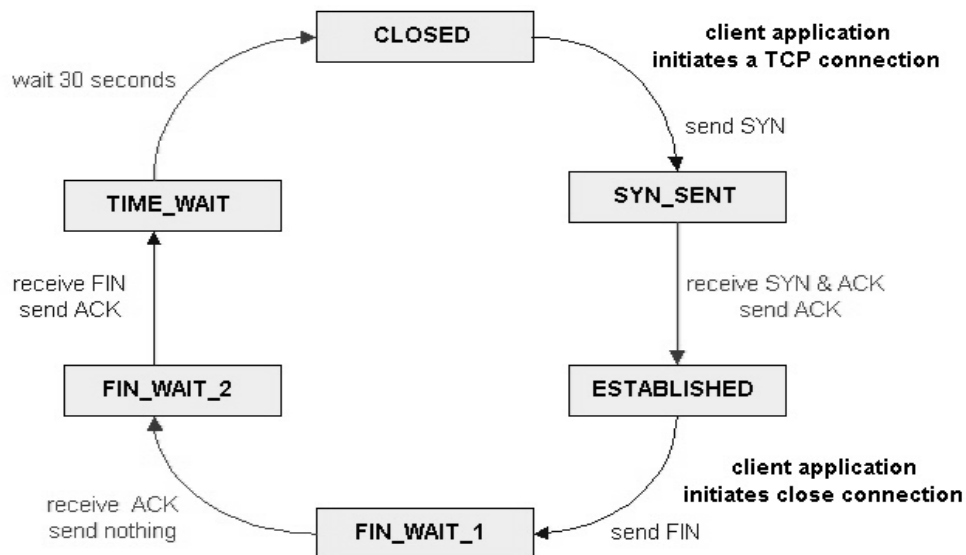 CLOSED
client application
initiates a TCP connection
wait 30 seconds
send SYN
TIME_WAIT
SYN_SENT
receive FIN
send ACK
receive SYN & ACK
send ACK
FIN_WAIT_2
ESTABLISHED
client application
initiates close connection
receive ACK
send nothing
FIN_WAIT_1
send FIN